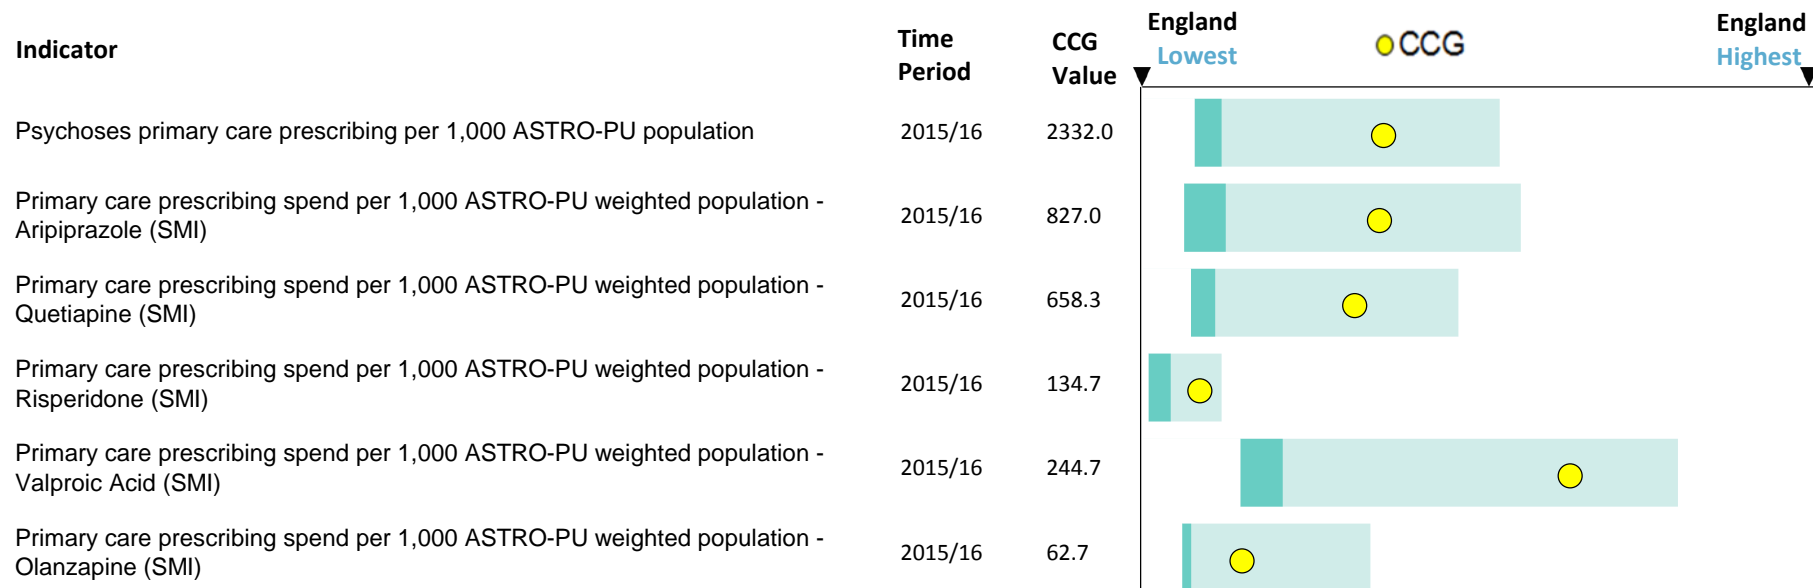 Indicator
Time
Period
CCG
Value
England
Lowest
CCG
England
Highest
Psychoses primary care prescribing per 1,000 ASTRO-PU population
2015/16
2332.0
Primary care prescribing spend per 1,000 ASTRO-PU weighted population -
Aripiprazole (SMI)
2015/16
827.0
Primary care prescribing spend per 1,000 ASTRO-PU weighted population -
Quetiapine (SMI)
2015/16
658.3
Primary care prescribing spend per 1,000 ASTRO-PU weighted population -
Risperidone (SMI)
2015/16
134.7
Primary care prescribing spend per 1,000 ASTRO-PU weighted population -
Valproic Acid (SMI)
2015/16
244.7
Primary care prescribing spend per 1,000 ASTRO-PU weighted population -
Olanzapine (SMI)
2015/16
62.7